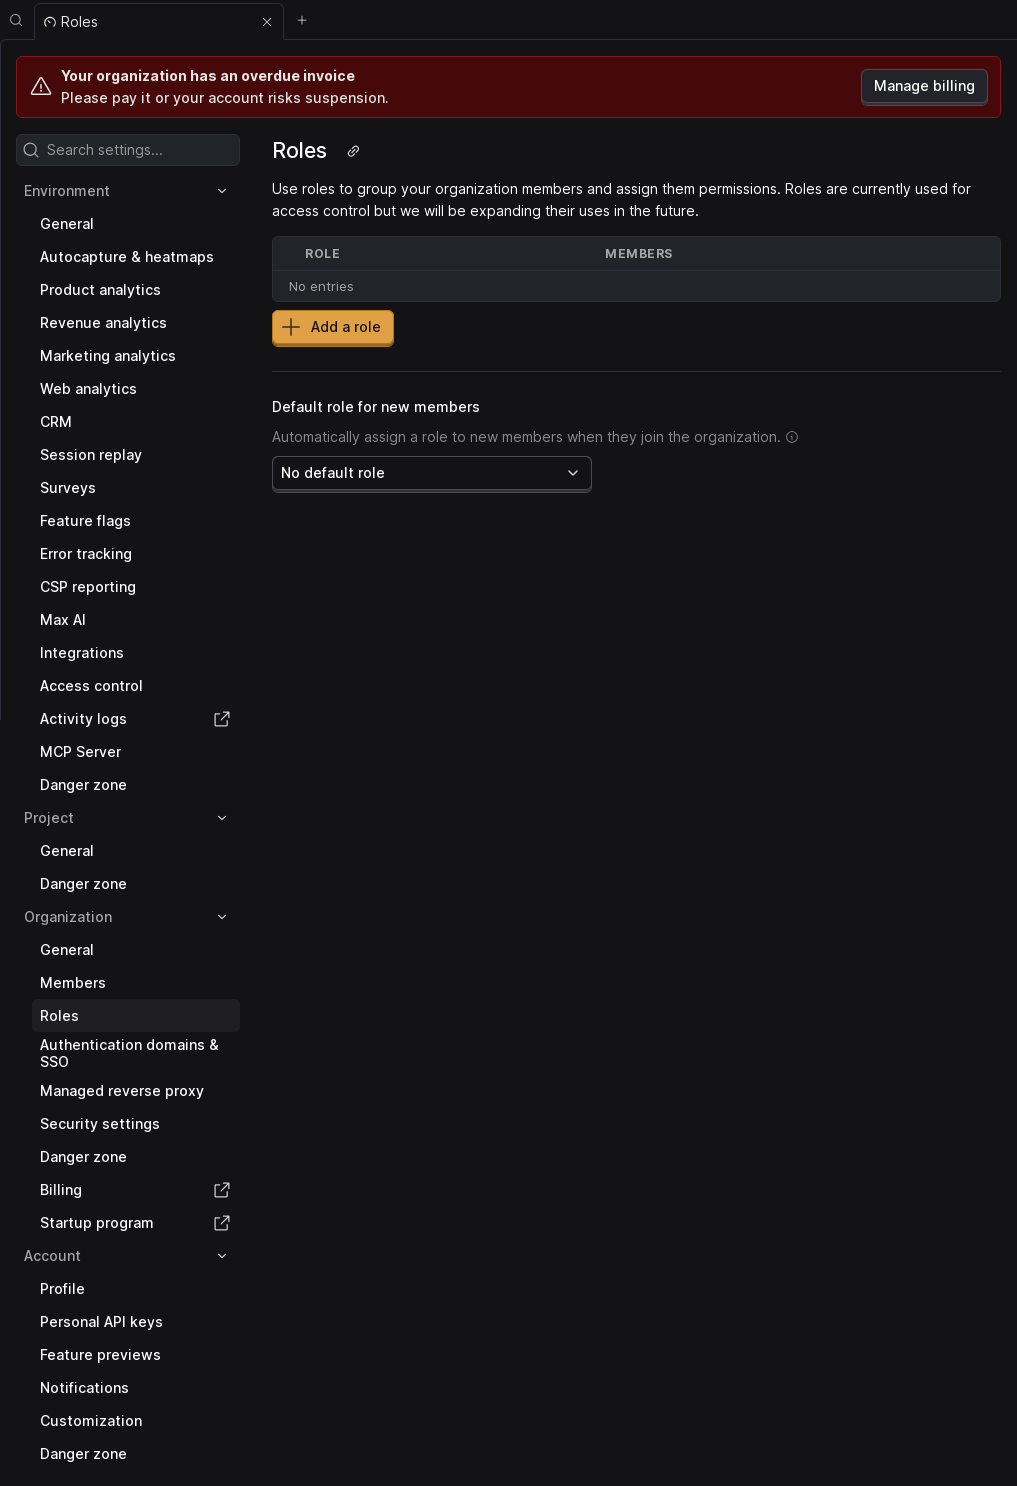 Roles
Your organization has an overdue invoice
Please pay it or your account risks suspension.
Manage billing
Search settings...
Environment
General
Autocapture & heatmaps
Product analytics
Revenue analytics
Marketing analytics
Web analytics
CRM
Session replay
Surveys
Feature flags
Error tracking
CSP reporting
Max AI
Integrations
Access control
Activity logs
MCP Server
Danger zone
Project
General
Danger zone
Organization
General
Members
Roles
Authentication domains &
SSO
Managed reverse proxy
Security settings
Danger zone
Billing
Startup program
Account
Profile
Personal API keys
Feature previews
Notifications
Customization
Danger zone
Roles
Use roles to group your organization members and assign them permissions. Roles are currently used for
access control but we will be expanding their uses in the future.
ROLE MEMBERS
No entries
Add a role
Default role for new members
Automatically assign a role to new members when they join the organization.
No default role